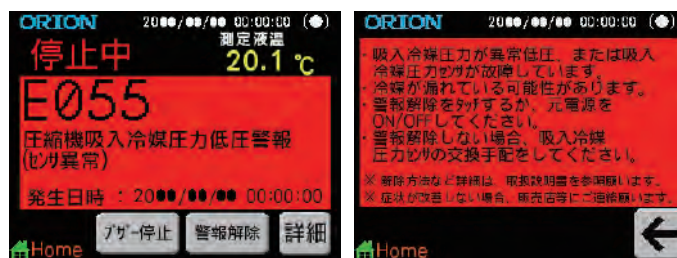 ORION 20●●/●●/●● 00:00:00 (●)
停止中
測定液温
20.1 ℃
E055
圧縮機吸入冷媒圧力低圧警報
(ｾﾝｻ異常)
発生日時 : 20●●/●●/●● 00:00:00
ﾌﾞｻﾞｰ停止 警報解除 詳細
Home
ORION 20●●/●●/●● 00:00:00 (●)
・吸入冷媒圧力が異常低圧、または吸入
冷媒圧力ｾﾝｻが故障しています。
・冷媒が漏れている可能性があります。
・警報解除をﾀｯﾁするか、元電源を
ON/OFFしてください。
・警報解除しない場合、吸入冷媒
圧力ｾﾝｻの交換手配をしてください。
※ 解除方法など詳細は、取扱説明書を参照願います。
※ 症状が改善しない場合、販売店等にご連絡願います。
Home